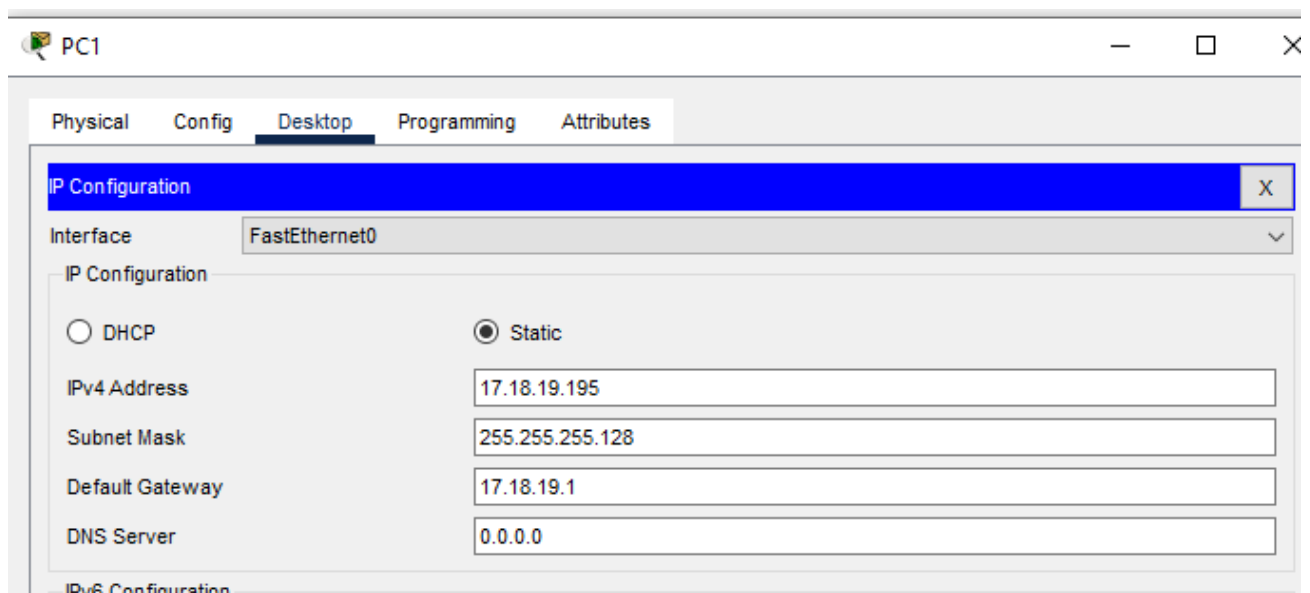 PC1
Physical Config Desktop Programming Attributes
IP Configuration X
Interface FastEthernet0
IP Configuration
DHCP Static
IPv4 Address 17.18.19.195
Subnet Mask 255.255.255.128
Default Gateway 17.18.19.1
DNS Server 0.0.0.0
IPv6 Configuration